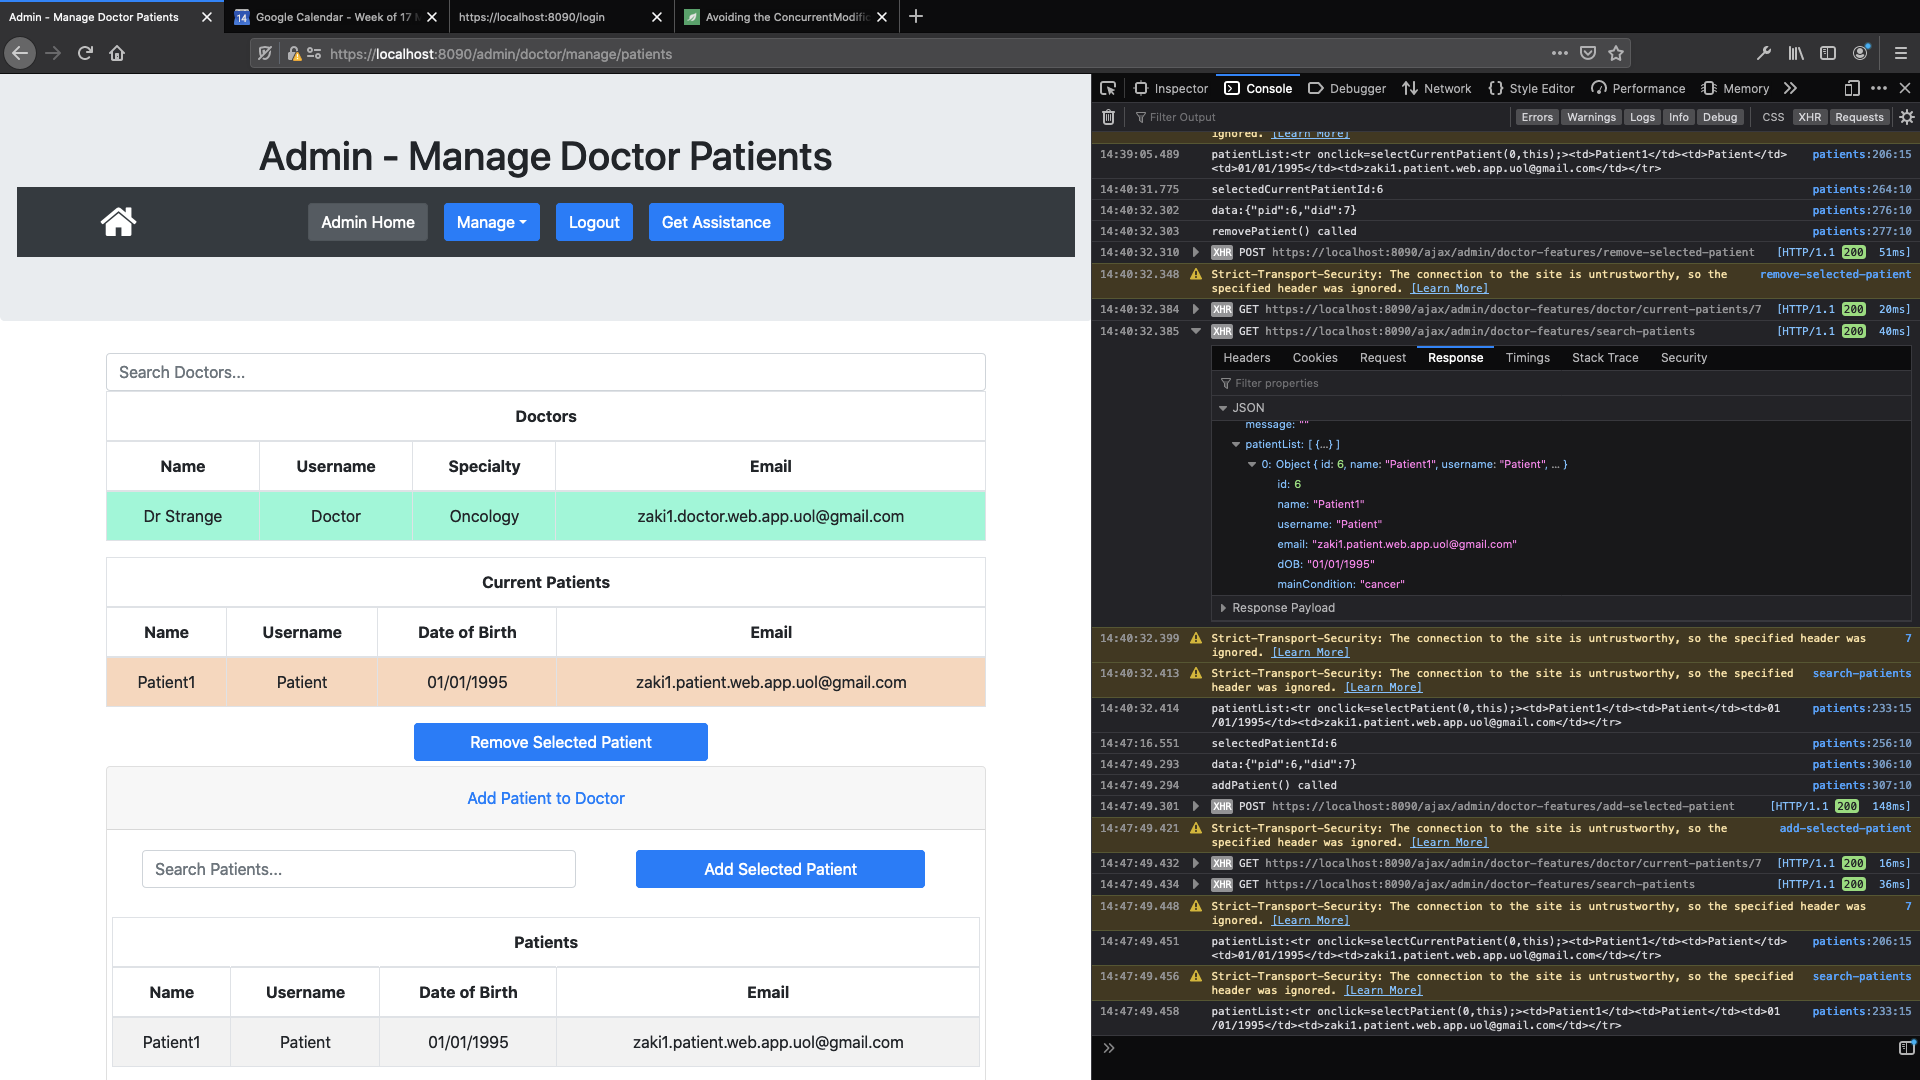 Admin - Manage Doctor Patients
Google Calendar - Week of 17 M
https://localhost:8090/login
Avoiding the ConcurrentModific
https://localhost:8090/admin/doctor/manage/patients
Admin - Manage Doctor Patients
Admin Home
Manage
Logout
Get Assistance
Search Doctors...
Doctors
Name Username Specialty Email
Dr Strange Doctor Oncology zaki1.doctor.web.app.uol@gmail.com
Current Patients
Name Username Date of Birth Email
Patient1 Patient 01/01/1995 zaki1.patient.web.app.uol@gmail.com
Remove Selected Patient
Add Patient to Doctor
Search Patients...
Add Selected Patient
Patients
Name Username Date of Birth Email
Patient1 Patient 01/01/1995 zaki1.patient.web.app.uol@gmail.com
Inspector Console Debugger Network Style Editor Performance Memory
Filter Output
Errors Warnings Logs Info Debug CSS XHR Requests
ignored. [Learn More]
14:39:05.489 patientList:<tr onclick=selectCurrentPatient(0,this);><td>Patient1</td><td>Patient</td> patients:206:15
<td>01/01/1995</td><td>zaki1.patient.web.app.uol@gmail.com</td></tr>
14:40:31.775 selectedCurrentPatientId:6 patients:264:10
14:40:32.302 data:{"pid":6,"did":7} patients:276:10
14:40:32.303 removePatient() called patients:277:10
14:40:32.310 XHR POST https://localhost:8090/ajax/admin/doctor-features/remove-selected-patient [HTTP/1.1 200 51ms]
14:40:32.348 Strict-Transport-Security: The connection to the site is untrustworthy, so the remove-selected-patient
specified header was ignored. [Learn More]
14:40:32.384 XHR GET https://localhost:8090/ajax/admin/doctor-features/doctor/current-patients/7 [HTTP/1.1 200 20ms]
14:40:32.385 XHR GET https://localhost:8090/ajax/admin/doctor-features/search-patients [HTTP/1.1 200 40ms]
Headers Cookies Request Response Timings Stack Trace Security
Filter properties
JSON
message: ""
patientList: [ {…} ]
0: Object { id: 6, name: "Patient1", username: "Patient", … }
id: 6
name: "Patient1"
username: "Patient"
email: "zaki1.patient.web.app.uol@gmail.com"
dOB: "01/01/1995"
mainCondition: "cancer"
Response Payload
14:40:32.399 Strict-Transport-Security: The connection to the site is untrustworthy, so the specified header was 7
ignored. [Learn More]
14:40:32.413 Strict-Transport-Security: The connection to the site is untrustworthy, so the specified search-patients
header was ignored. [Learn More]
14:40:32.414 patientList:<tr onclick=selectPatient(0,this);><td>Patient1</td><td>Patient</td><td>01 patients:233:15
/01/1995</td><td>zaki1.patient.web.app.uol@gmail.com</td></tr>
14:47:16.551 selectedPatientId:6 patients:256:10
14:47:49.293 data:{"pid":6,"did":7} patients:306:10
14:47:49.294 addPatient() called patients:307:10
14:47:49.301 XHR POST https://localhost:8090/ajax/admin/doctor-features/add-selected-patient [HTTP/1.1 200 148ms]
14:47:49.421 Strict-Transport-Security: The connection to the site is untrustworthy, so the add-selected-patient
specified header was ignored. [Learn More]
14:47:49.432 XHR GET https://localhost:8090/ajax/admin/doctor-features/doctor/current-patients/7 [HTTP/1.1 200 16ms]
14:47:49.434 XHR GET https://localhost:8090/ajax/admin/doctor-features/search-patients [HTTP/1.1 200 36ms]
14:47:49.448 Strict-Transport-Security: The connection to the site is untrustworthy, so the specified header was 7
ignored. [Learn More]
14:47:49.451 patientList:<tr onclick=selectCurrentPatient(0,this);><td>Patient1</td><td>Patient</td> patients:206:15
<td>01/01/1995</td><td>zaki1.patient.web.app.uol@gmail.com</td></tr>
14:47:49.456 Strict-Transport-Security: The connection to the site is untrustworthy, so the specified search-patients
header was ignored. [Learn More]
14:47:49.458 patientList:<tr onclick=selectPatient(0,this);><td>Patient1</td><td>Patient</td><td>01 patients:233:15
/01/1995</td><td>zaki1.patient.web.app.uol@gmail.com</td></tr>